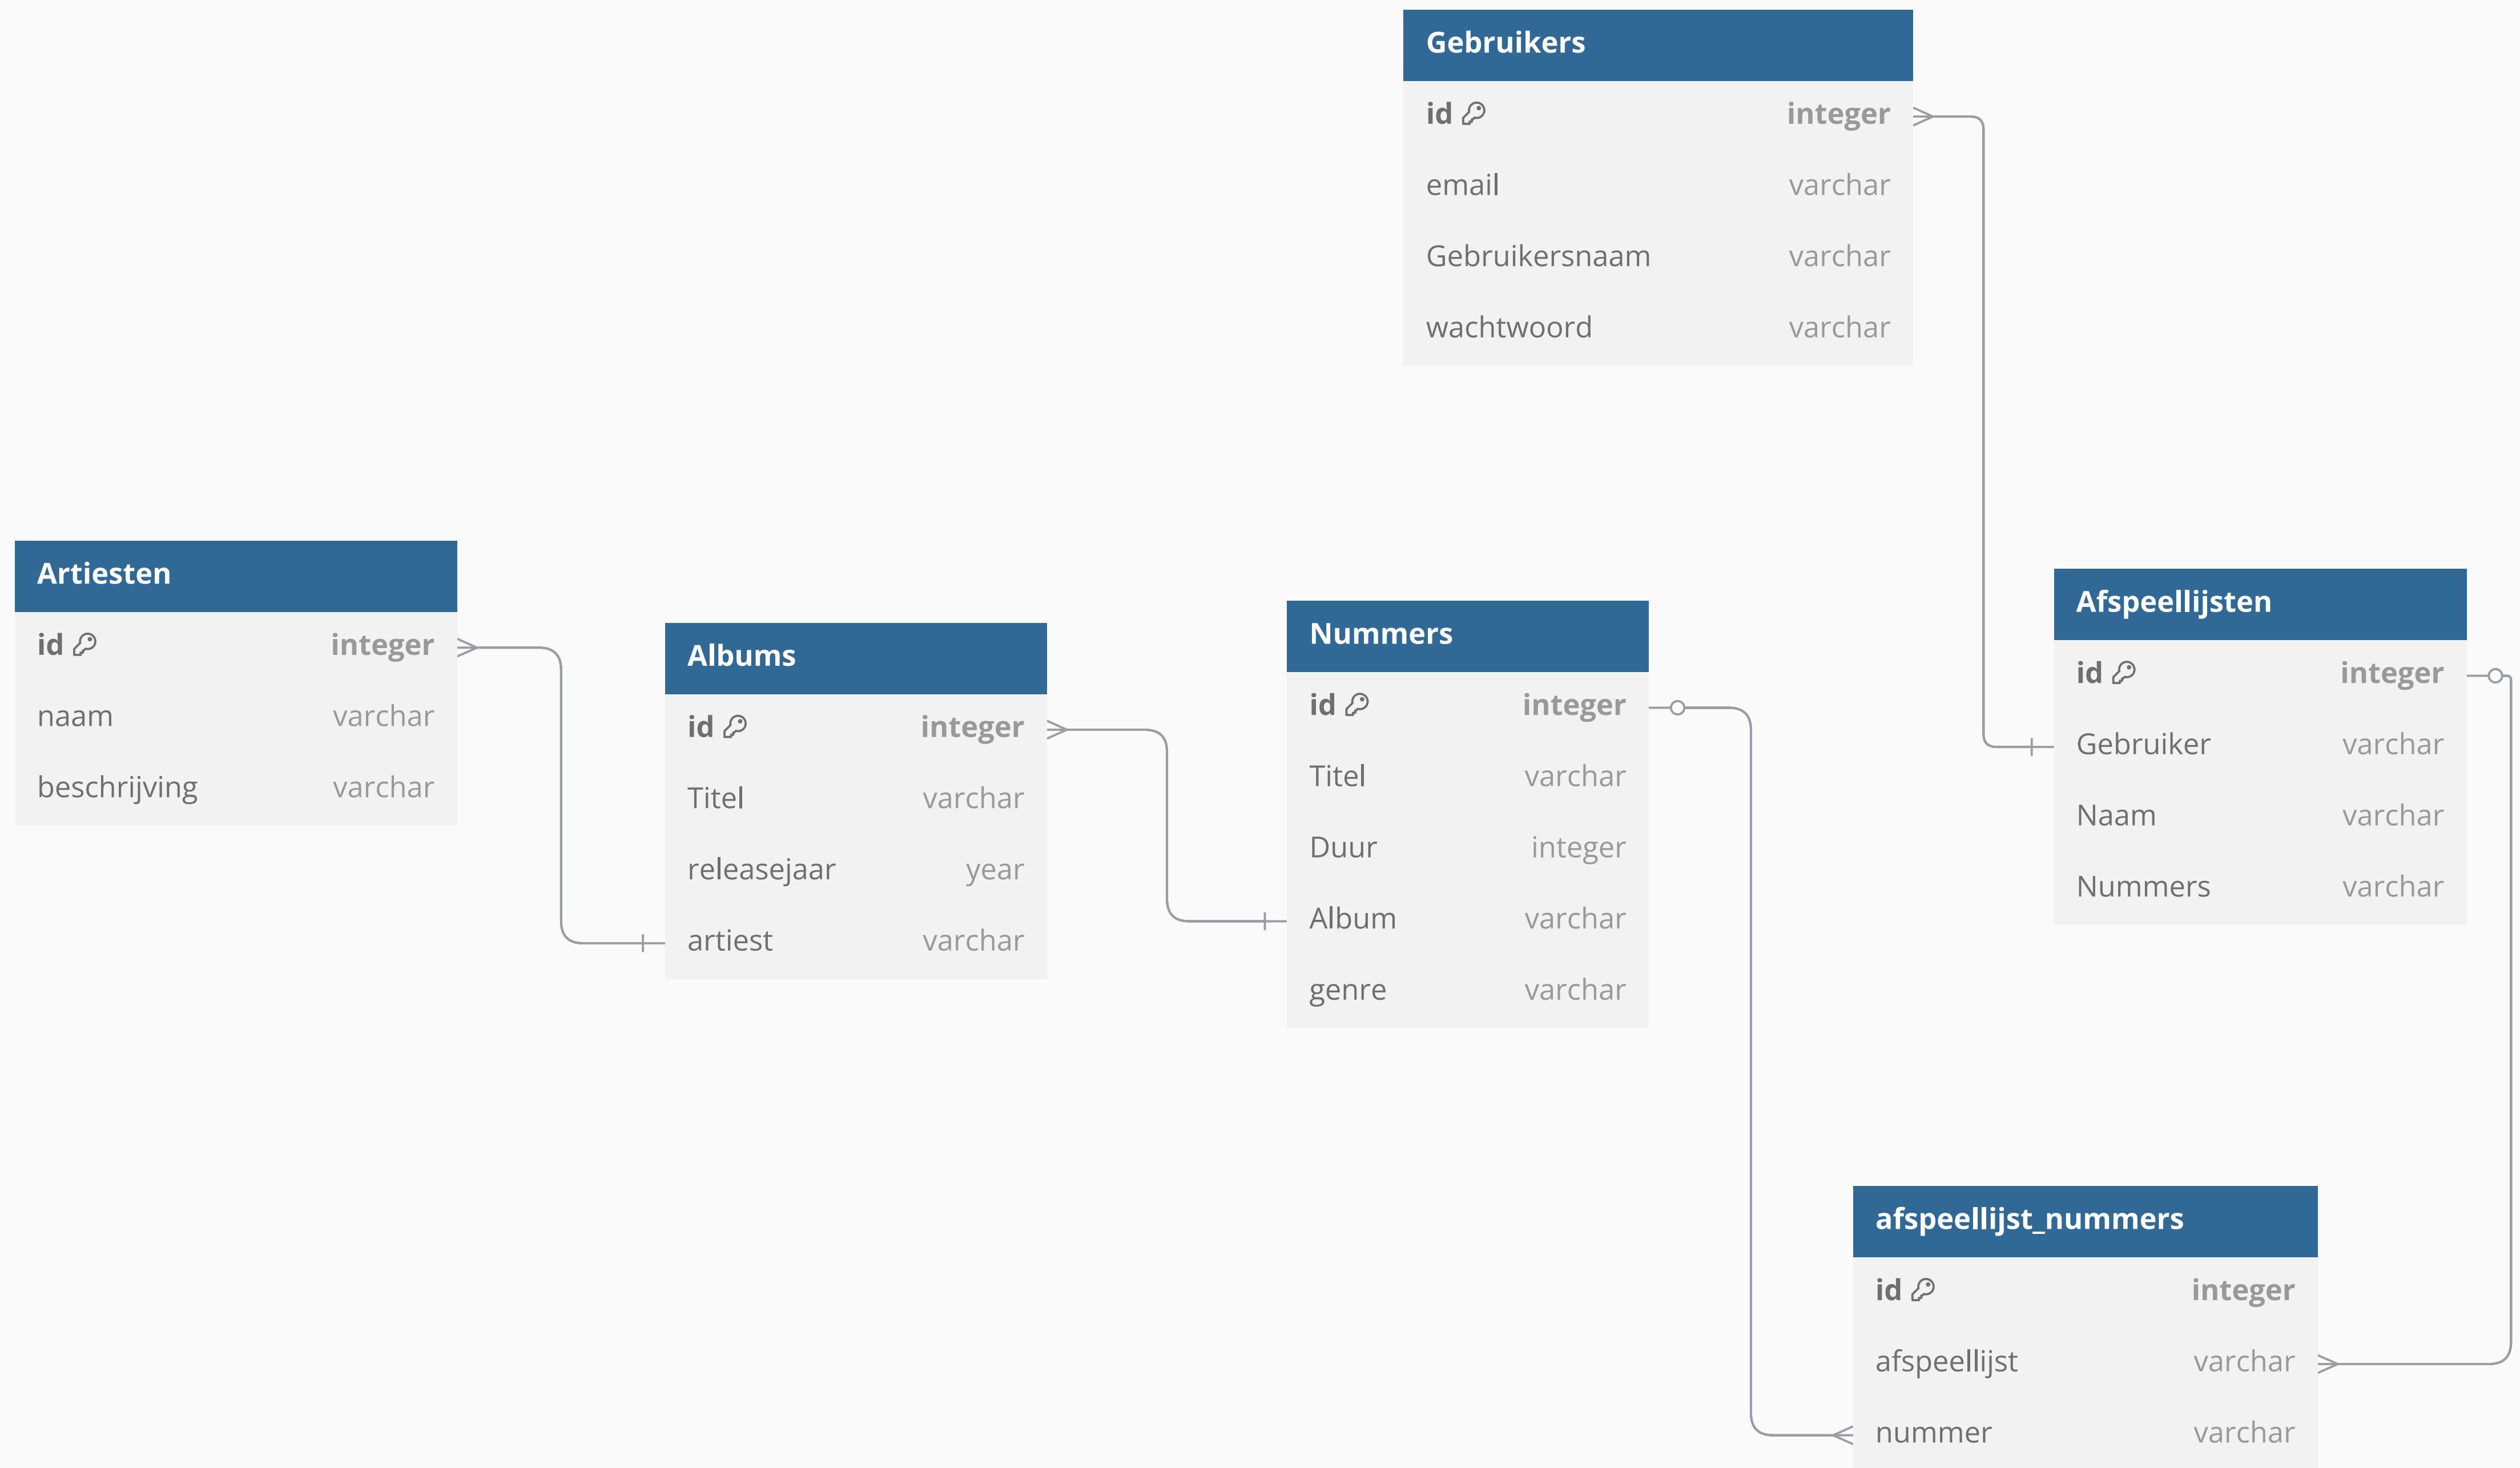 Gebruikers
id integer
email varchar
Gebruikersnaam varchar
wachtwoord varchar
Artiesten
id integer
naam varchar
beschrijving varchar
Albums
id integer
Titel varchar
releasejaar year
artiest varchar
Nummers
id integer
Titel varchar
Duur integer
Album varchar
genre varchar
Afspeellijsten
id integer
Gebruiker varchar
Naam varchar
Nummers varchar
afspeellijst_nummers
id integer
afspeellijst varchar
nummer varchar